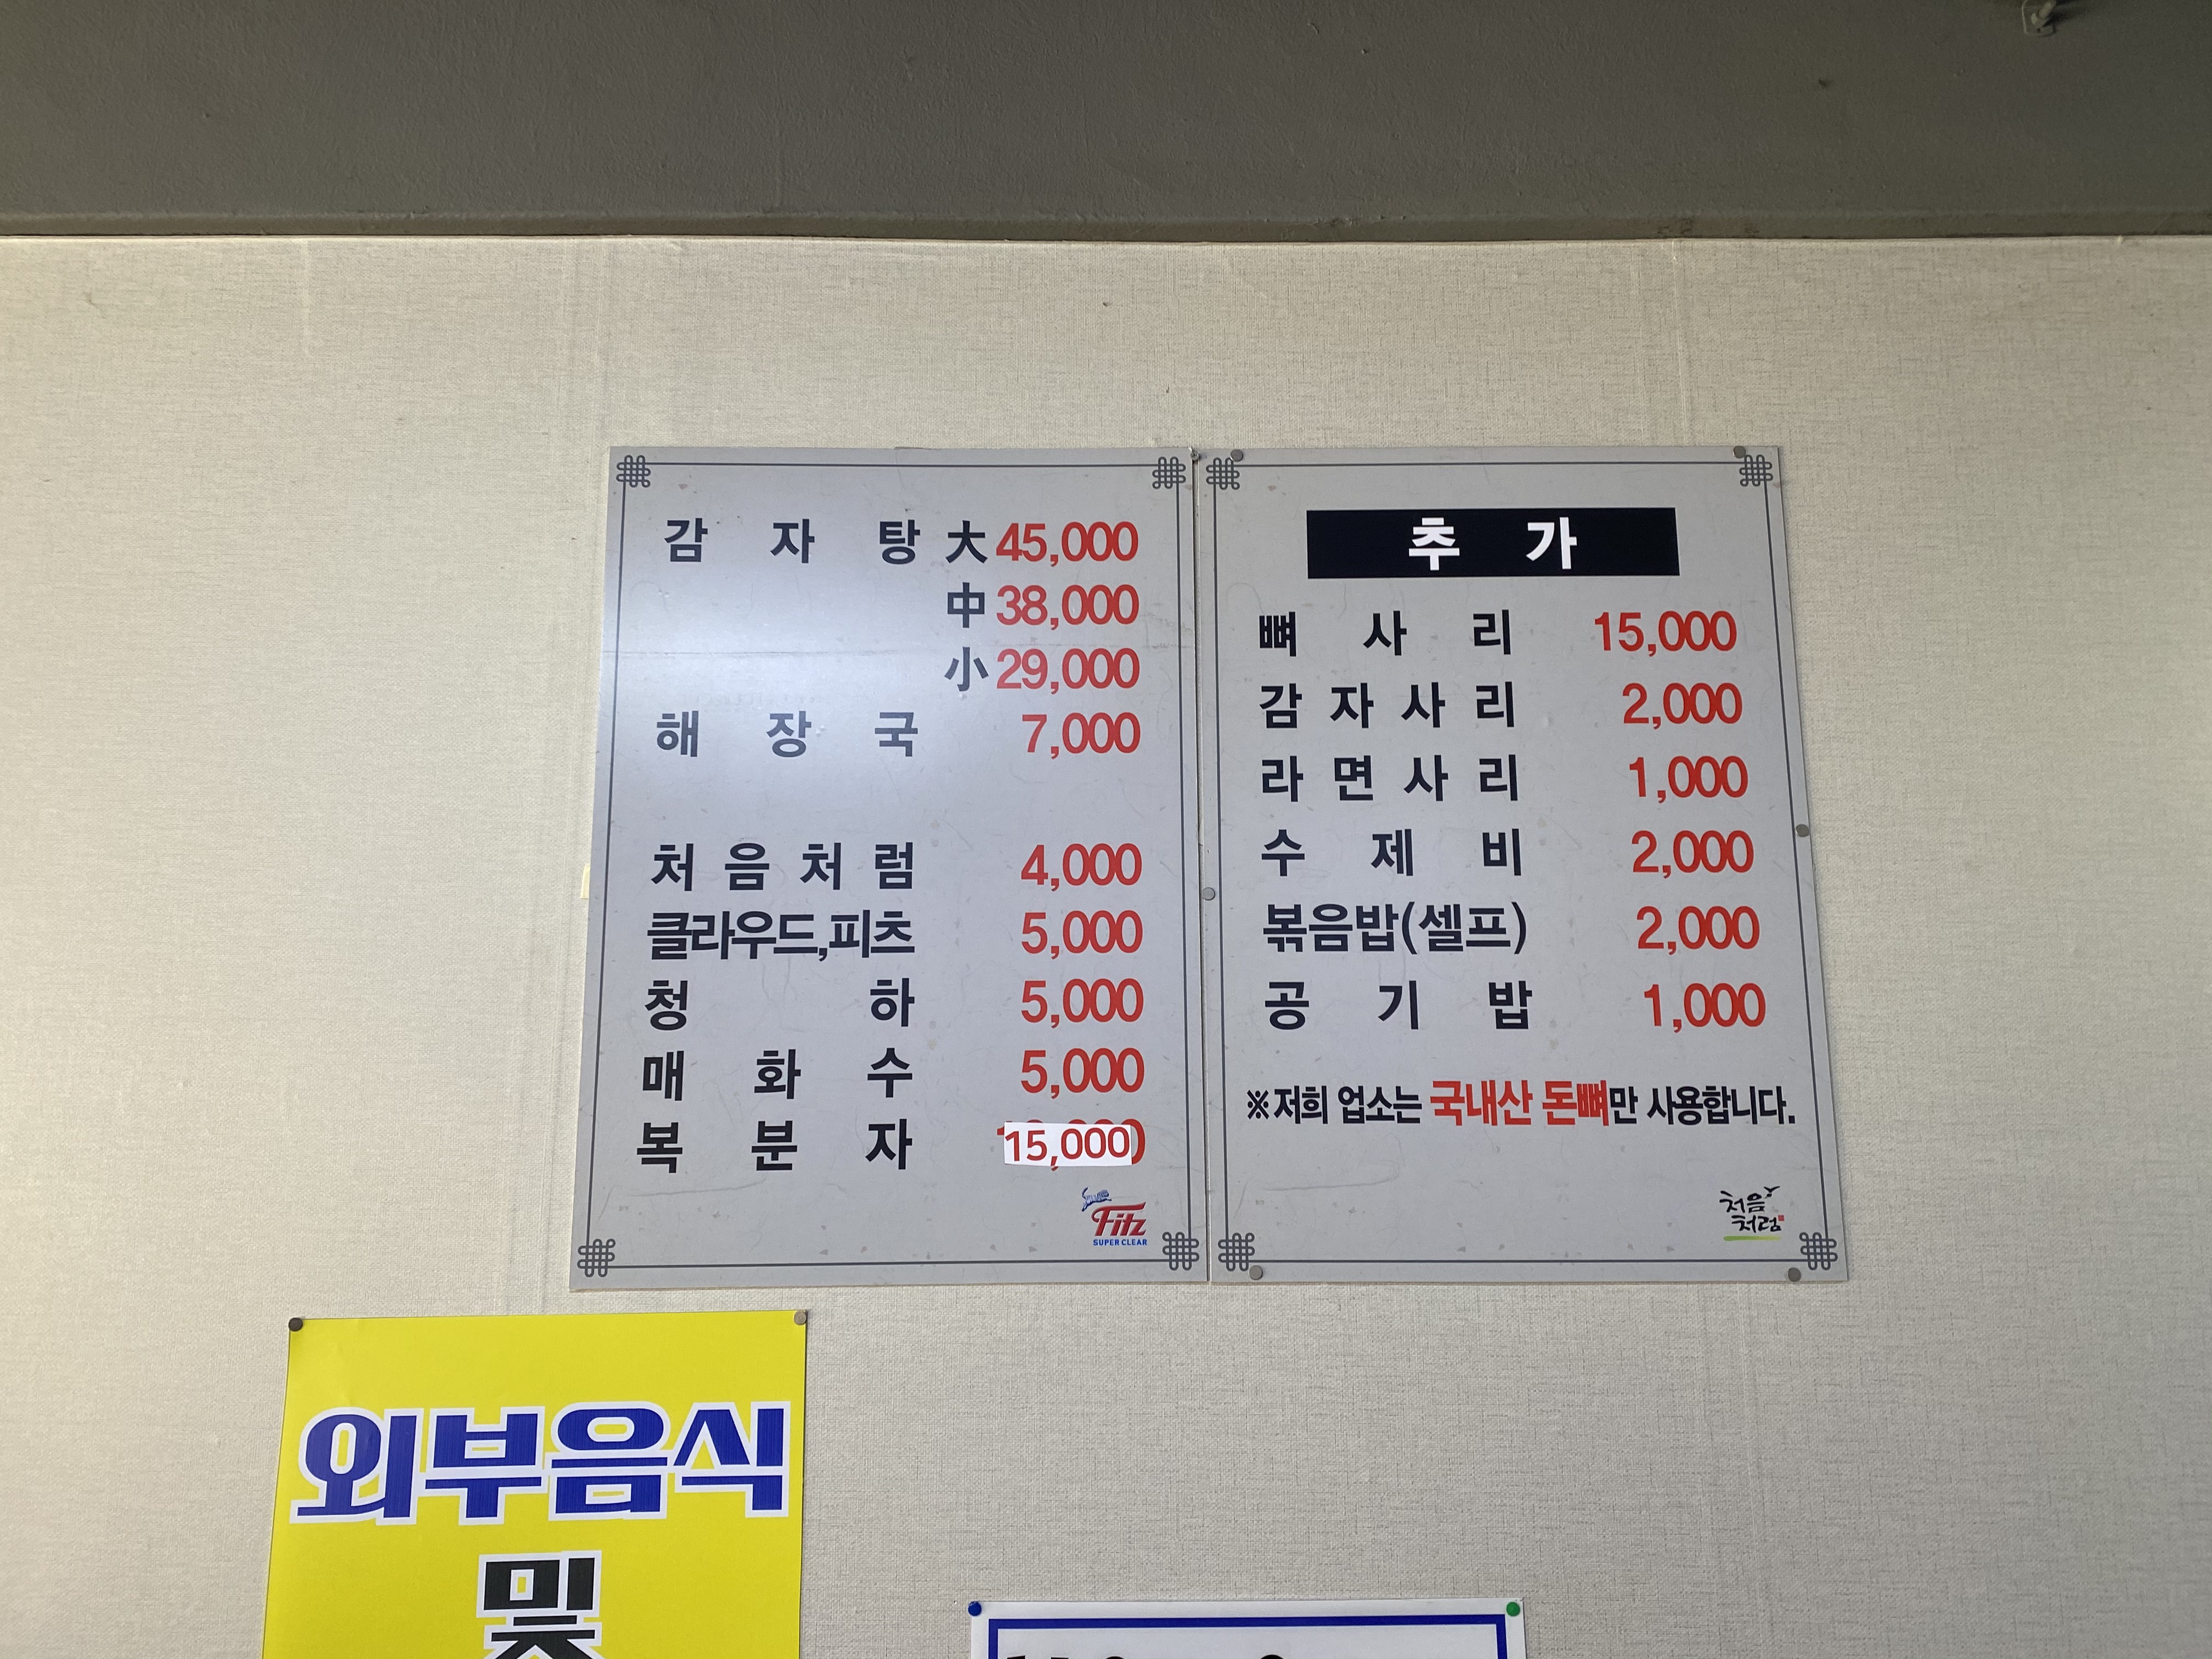 감자탕 大 45,000
中 38,000
小 29,000
해장국 7,000
처음처럼 4,000
클라우드,피츠 5,000
청하 5,000
매화수 5,000
복분자 15,000
Fitz
SUPER CLEAR
추가
뼈사리 15,000
감자사리 2,000
라면사리 1,000
수제비 2,000
볶음밥(셀프) 2,000
공기밥 1,000
※저희 업소는 국내산 돈뼈만 사용합니다.
처음
처럼
외부음식
및